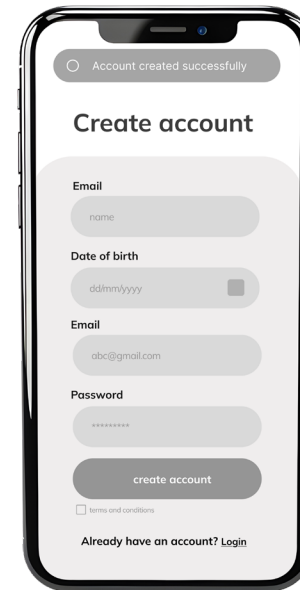 Account created successfully
Create account
Email
name
Date of birth
dd/mm/yyyy
Email
abc@gmail.com
Password
*********
create account
terms and conditions
Already have an account? Login